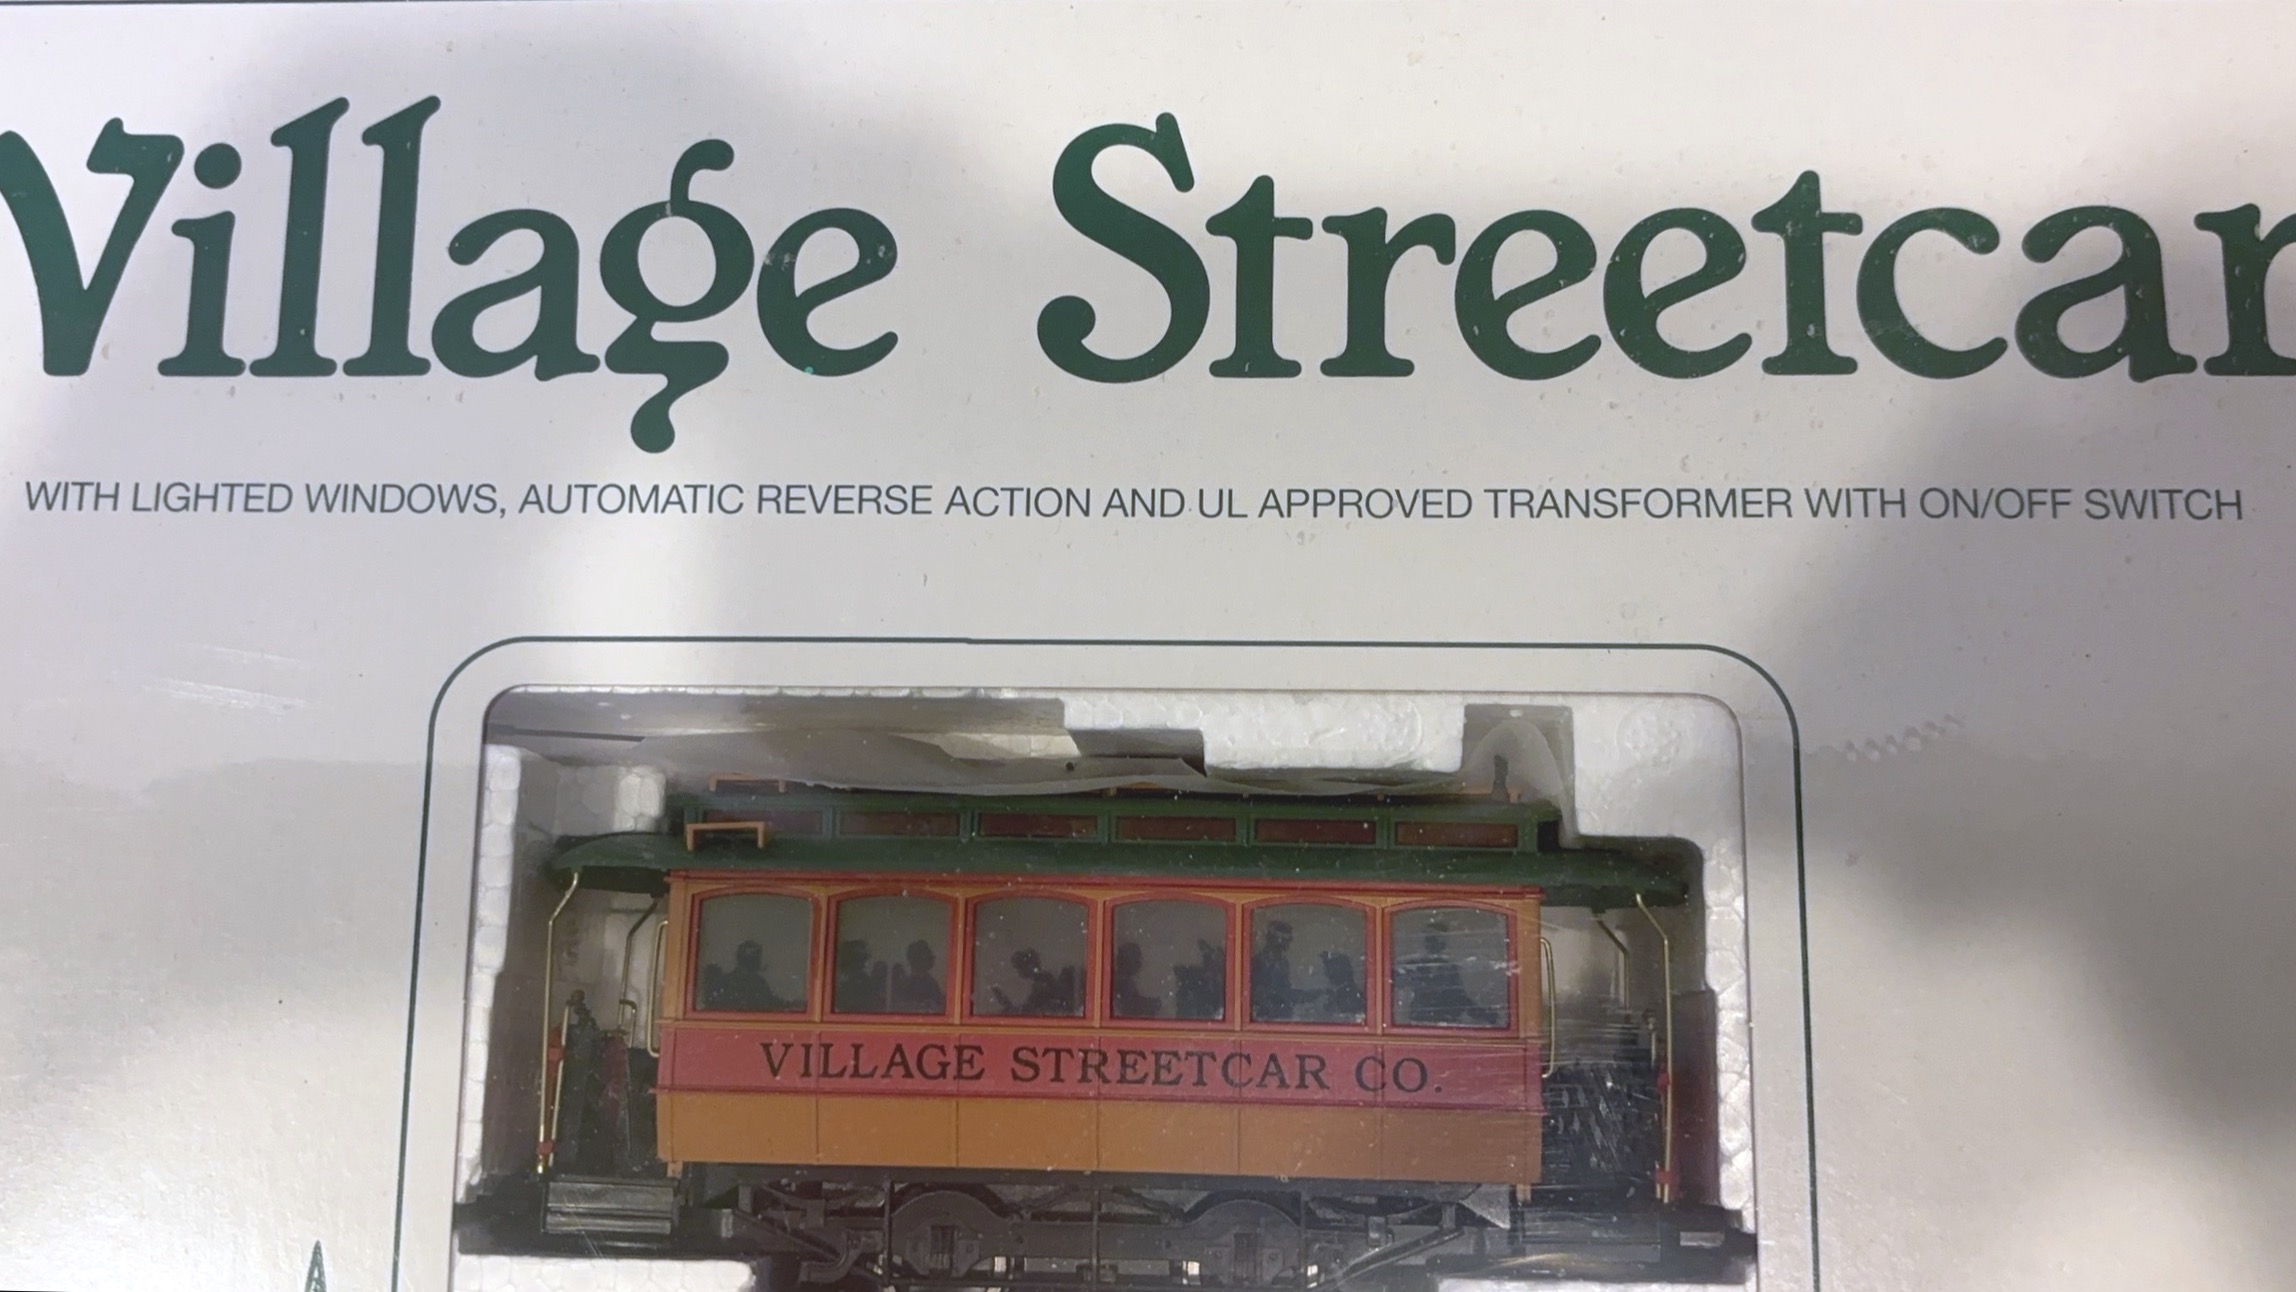 Village Streetcar
WITH LIGHTED WINDOWS, AUTOMATIC REVERSE ACTION AND UL APPROVED TRANSFORMER WITH ON/OFF SWITCH
VILLAGE STREETCAR CO.